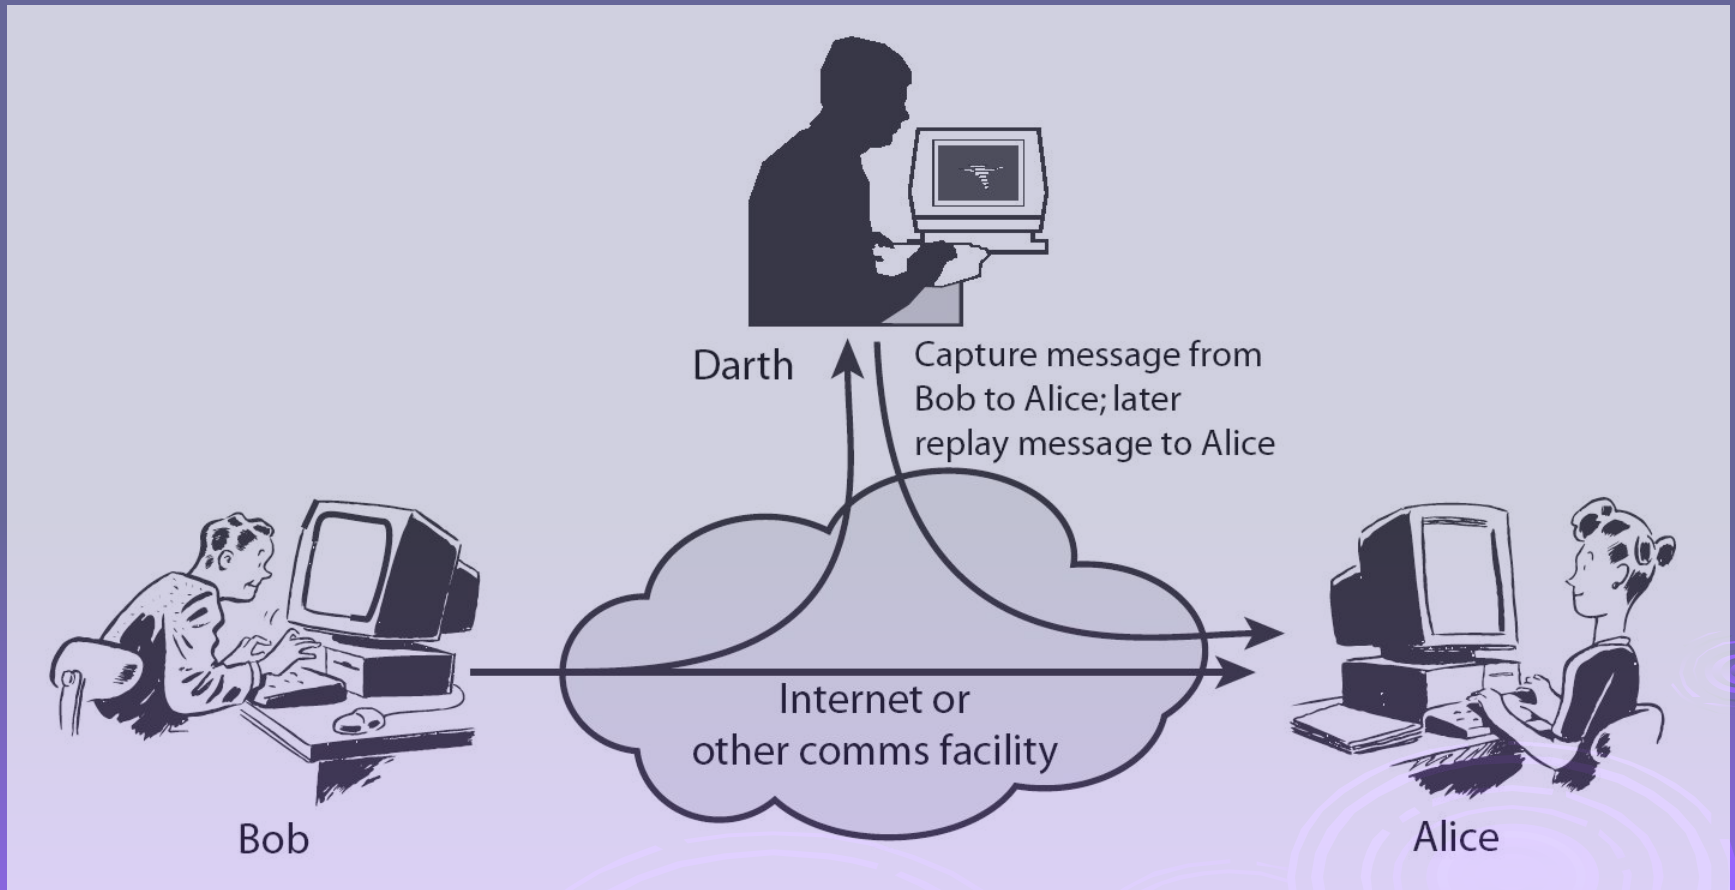 Darth
Capture message from
Bob to Alice; later
replay message to Alice
Internet or
other comms facility
Bob
Alice